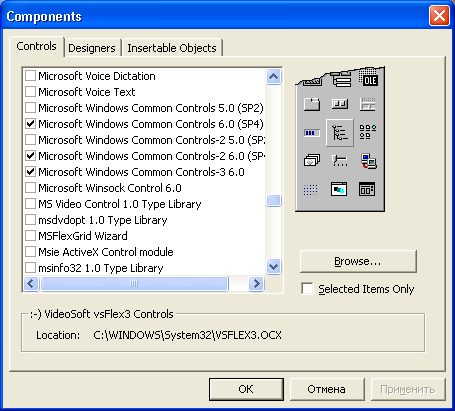 Components
Controls
Designers
Insertable Objects
Microsoft Voice Dictation
Microsoft Voice Text
Microsoft Windows Common Controls 5.0 (SP2)
Microsoft Windows Common Controls 6.0 (SP4)
Microsoft Windows Common Controls-2 5.0 (SP2
Microsoft Windows Common Controls-2 6.0 (SP4
Microsoft Windows Common Controls-3 6.0
Microsoft Winsock Control 6.0
MS Video Control 1.0 Type Library
msdvdopt 1.0 Type Library
MSFlexGrid Wizard
Msie ActiveX Control module
msinfo32 1.0 Type Library
OLE
Browse...
Selected Items Only
:-) VideoSoft vsFlex3 Controls
Location: C:\WINDOWS\System32\VSFLEX3.OCX
OK
Отмена
Применить